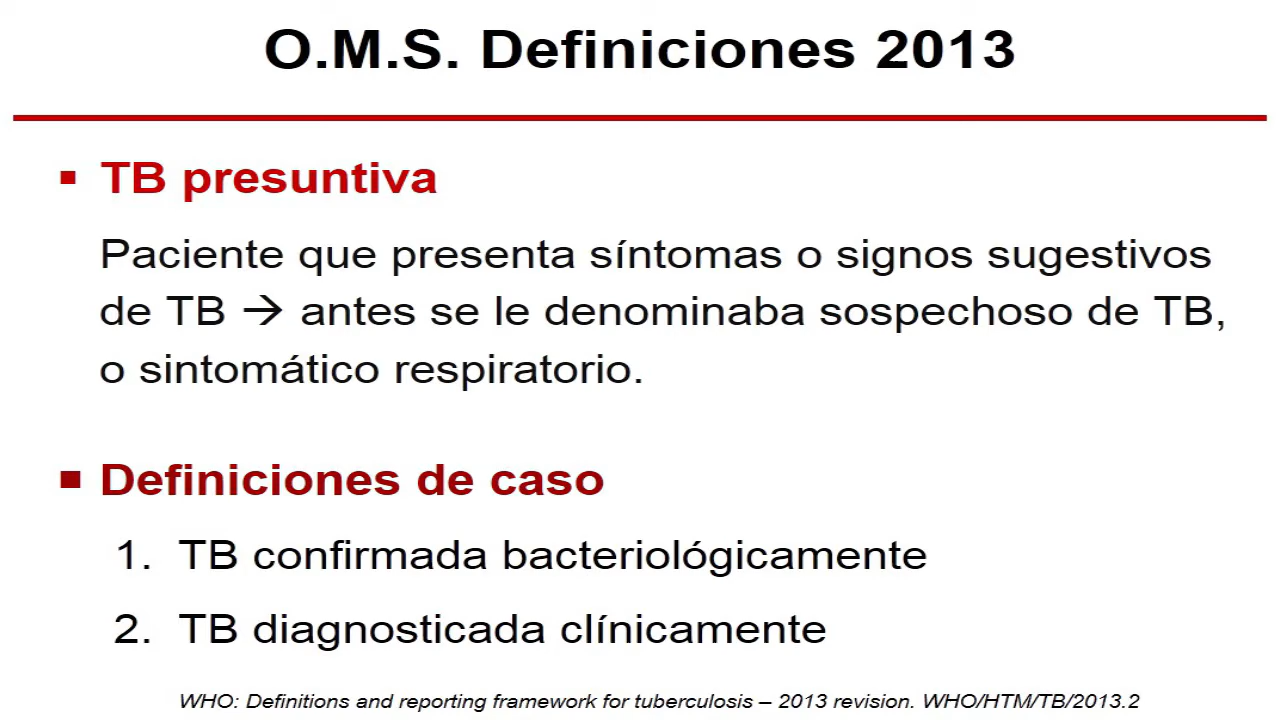 O.M.S. Definiciones 2013
▪ TB presuntiva
Paciente que presenta síntomas o signos sugestivos
de TB → antes se le denominaba sospechoso de TB,
o sintomático respiratorio.
▪ Definiciones de caso
1. TB confirmada bacteriológicamente
2. TB diagnosticada clínicamente
WHO: Definitions and reporting framework for tuberculosis – 2013 revision. WHO/HTM/TB/2013.2